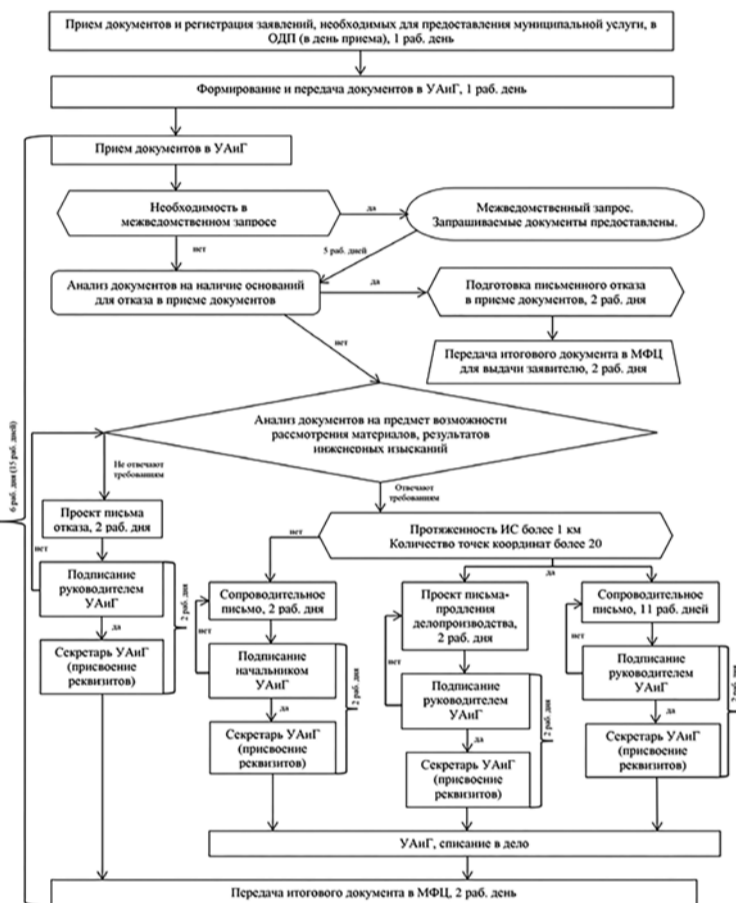 Прием документов и регистрация заявлений, необходимых для предоставления муниципальной услуги, в
ОДП (в день приема), 1 раб. день
Формирование и передача документов в УАиГ, 1 раб. день
Прием документов в УАиГ
Необходимость в
межведомственном запросе
да
Межведомственный запрос.
Запрашиваемые документы предоставлены.
нет
5 раб. дней
Анализ документов на наличие оснований
для отказа в приеме документов
да
Подготовка письменного отказа
в приеме документов, 2 раб. дня
нет
Передача итогового документа в МФЦ
для выдачи заявителю, 2 раб. дня
6 раб. дня (15 раб. дней)
Анализ документов на предмет возможности
рассмотрения материалов, результатов
инженерных изысканий
Не отвечают
требованиям
Отвечают
требованиям
Проект письма
отказа, 2 раб. дня
нет
Протяженность ИС более 1 км
Количество точек координат более 20
нет
да
Подписание
руководителем
УАиГ
да
Секретарь УАиГ
(присвоение
реквизитов)
2 раб. дня
Сопроводительное
письмо, 2 раб. дня
нет
Подписание
начальником
УАиГ
да
Секретарь УАиГ
(присвоение
реквизитов)
2 раб. дня
Проект письма-
продления
делопроизводства,
2 раб. дня
нет
Подписание
руководителем
УАиГ
да
Секретарь УАиГ
(присвоение
реквизитов)
2 раб. дня
Сопроводительное
письмо, 11 раб. дней
нет
Подписание
руководителем
УАиГ
да
Секретарь УАиГ
(присвоение
реквизитов)
2 раб. дня
УАиГ, списание в дело
Передача итогового документа в МФЦ, 2 раб. день